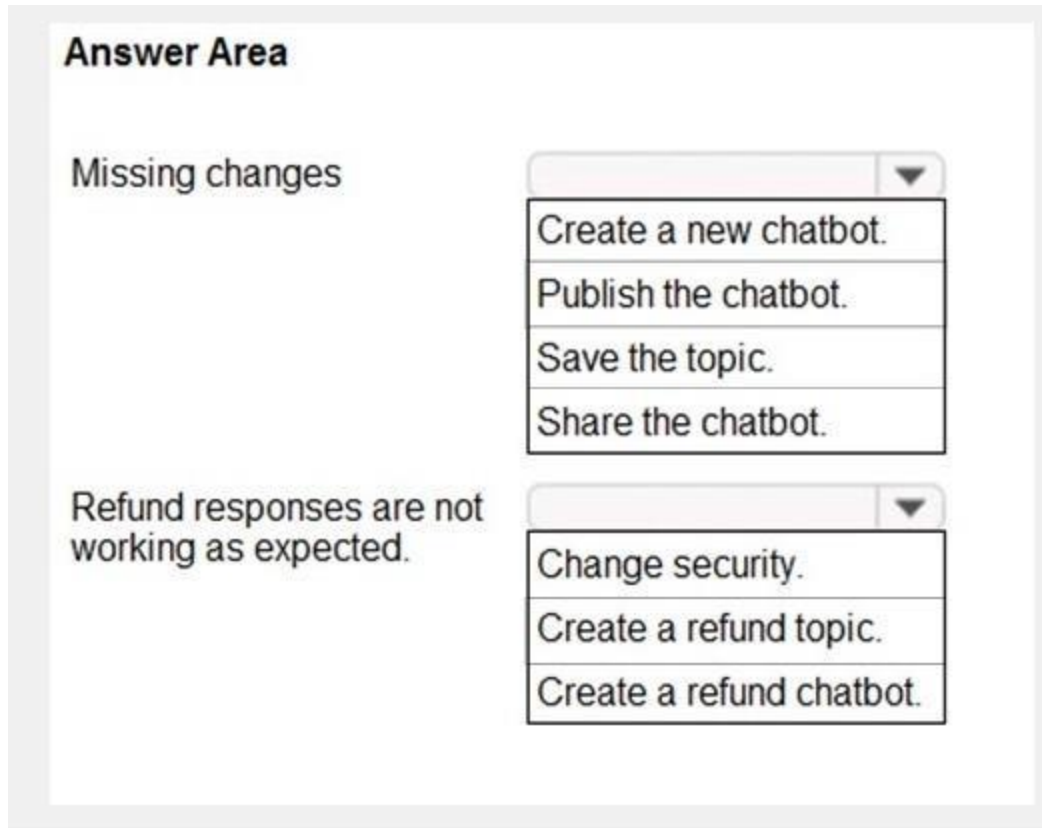 Answer Area
Missing changes
Create a new chatbot.
Publish the chatbot.
Save the topic.
Share the chatbot.
Refund responses are not
working as expected.
Change security.
Create a refund topic.
Create a refund chatbot.